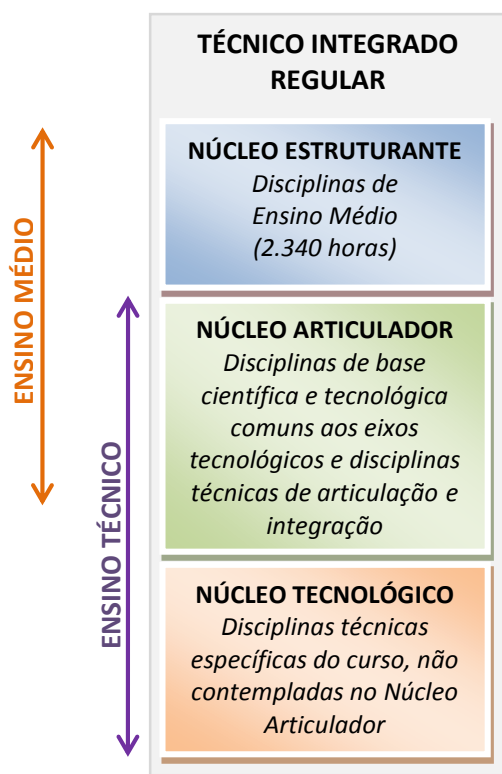 TÉCNICO INTEGRADO
REGULAR
ENSINO MÉDIO
ENSINO TÉCNICO
NÚCLEO ESTRUTURANTE
Disciplinas de
Ensino Médio
(2.340 horas)
NÚCLEO ARTICULADOR
Disciplinas de base
científica e tecnológica
comuns aos eixos
tecnológicos e disciplinas
técnicas de articulação e
integração
NÚCLEO TECNOLÓGICO
Disciplinas técnicas
específicas do curso, não
contempladas no Núcleo
Articulador